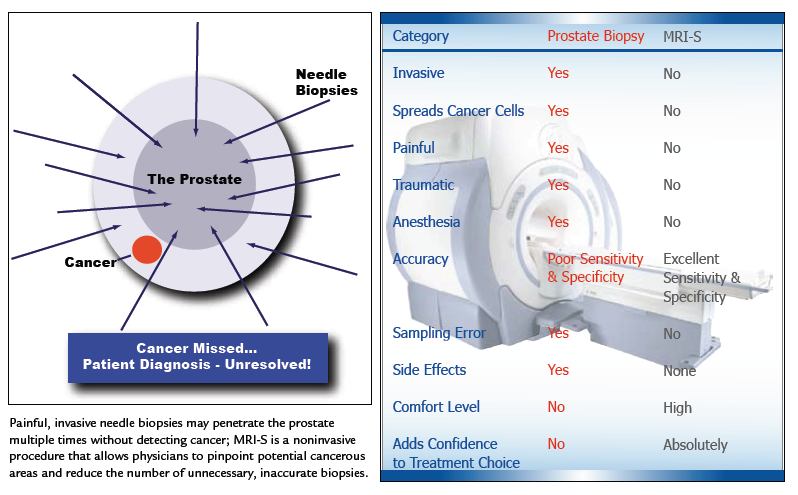 Needle
Biopsies
The Prostate
Cancer
Cancer Missed...
Patient Diagnosis - Unresolved!
Painful, invasive needle biopsies may penetrate the prostate
multiple times without detecting cancer; MRI-S is a noninvasive
procedure that allows physicians to pinpoint potential cancerous
areas and reduce the number of unnecessary, inaccurate biopsies.
Category Prostate Biopsy MRI-S
Invasive Yes No
Spreads Cancer Cells Yes No
Painful Yes No
Traumatic Yes No
Anesthesia Yes No
Accuracy Poor Sensitivity Excellent
& Specificity Sensitivity &
Specificity
Sampling Error Yes No
Side Effects Yes None
Comfort Level No High
Adds Confidence No Absolutely
to Treatment Choice